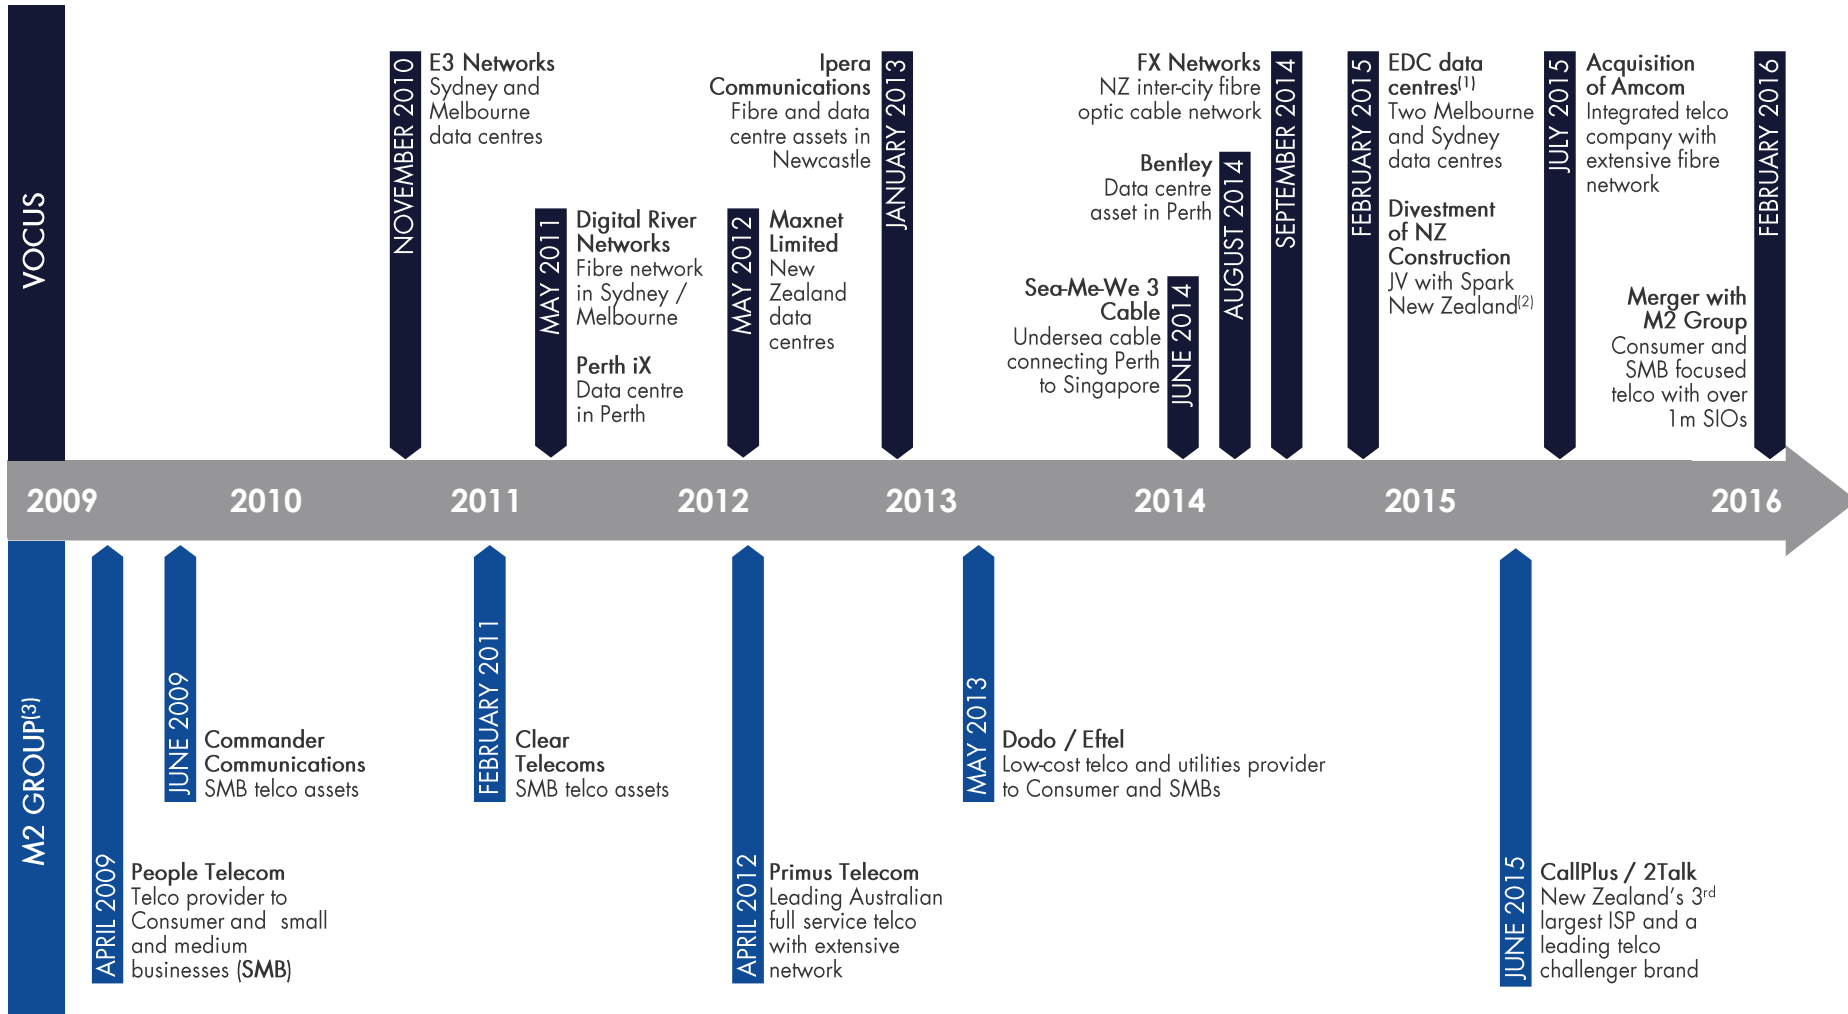 VOCUS
NOVEMBER 2010
E3 Networks
Sydney and
Melbourne
data centres
MAY 2011
Digital River
Networks
Fibre network
in Sydney /
Melbourne
Perth iX
Data centre
in Perth
MAY 2012
Maxnet
Limited
New
Zealand
data
centres
Ipera
Communications
Fibre and data
centre assets in
Newcastle
JANUARY 2013
Sea-Me-We 3
Cable
Undersea cable
connecting Perth
to Singapore
JUNE 2014
Bentley
Data centre
asset in Perth
AUGUST 2014
FX Networks
NZ inter-city fibre
optic cable network
SEPTEMBER 2014
FEBRUARY 2015
EDC data
centres(1)
Two Melbourne
and Sydney
data centres
Divestment
of NZ
Construction
JV with Spark
New Zealand(2)
JULY 2015
Acquisition
of Amcom
Integrated telco
company with
extensive fibre
network
Merger with
M2 Group
Consumer and
SMB focused
telco with over
1m SIOs
FEBRUARY 2016
2009 2010 2011 2012 2013 2014 2015 2016
M2 GROUP(3)
APRIL 2009
People Telecom
Telco provider to
Consumer and small
and medium
businesses (SMB)
JUNE 2009
Commander
Communications
SMB telco assets
FEBRUARY 2011
Clear
Telecoms
SMB telco assets
APRIL 2012
Primus Telecom
Leading Australian
full service telco
with extensive
network
MAY 2013
Dodo / Eftel
Low-cost telco and utilities provider
to Consumer and SMBs
JUNE 2015
CallPlus / 2Talk
New Zealand's 3rd
largest ISP and a
leading telco
challenger brand